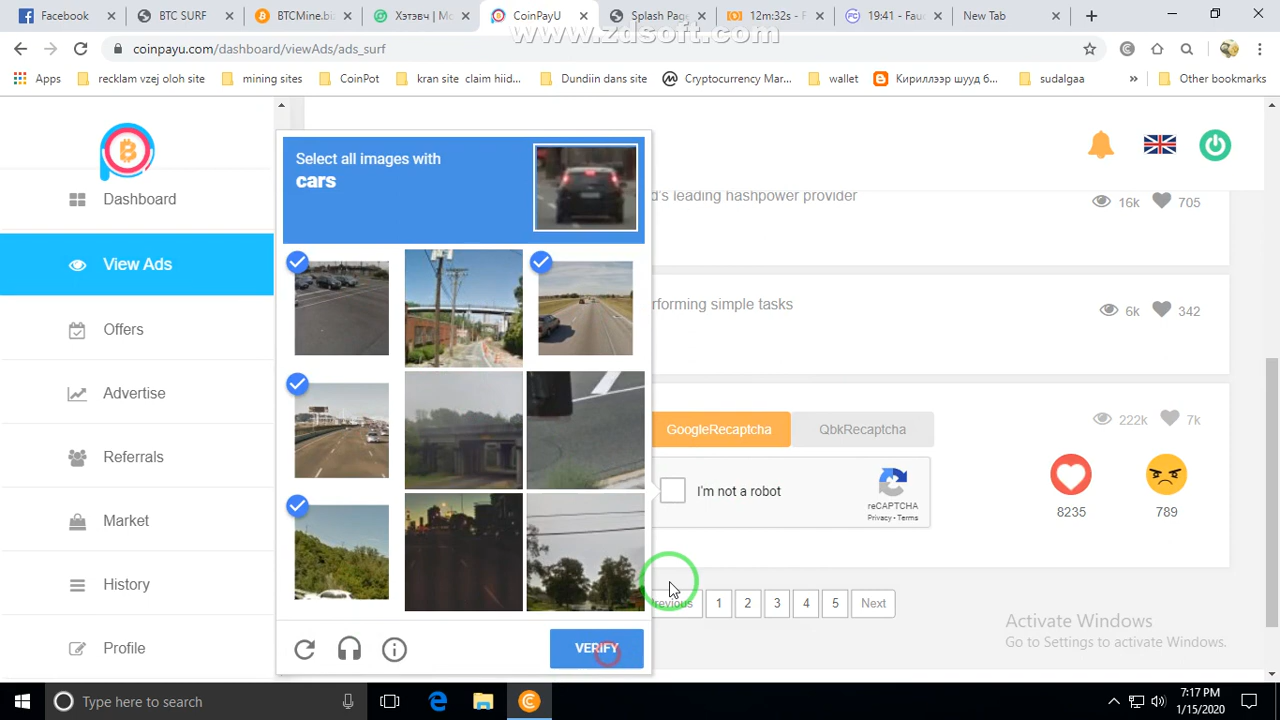 Facebook
BTC SURF
BTCMine.bi
Хэтэвч | Мо
CoinPayU
Splash Pag
12m:32s - F
19:41 - Fau
New Tab
www.zdsoft.com
coinpayu.com/dashboard/viewAds/ads_surf
Apps
recklam vzej oloh site
mining sites
CoinPot
kran site claim hiid...
Dundiin dans site
Cryptocurrency Mar...
wallet
Кириллээр шууд б...
sudalgaa
»
Other bookmarks
Dashboard
View Ads
Offers
Advertise
Referrals
Market
History
Profile
Select all images with
cars
VERIFY
d's leading hashpower provider
16k
705
rforming simple tasks
6k
342
GoogleRecaptcha
QbkRecaptcha
222k
7k
I'm not a robot
reCAPTCHA
Privacy - Terms
8235
789
Previous
1
2
3
4
5
Next
Activate Windows
Go to Settings to activate Windows.
Type here to search
7:17 PM
1/15/2020